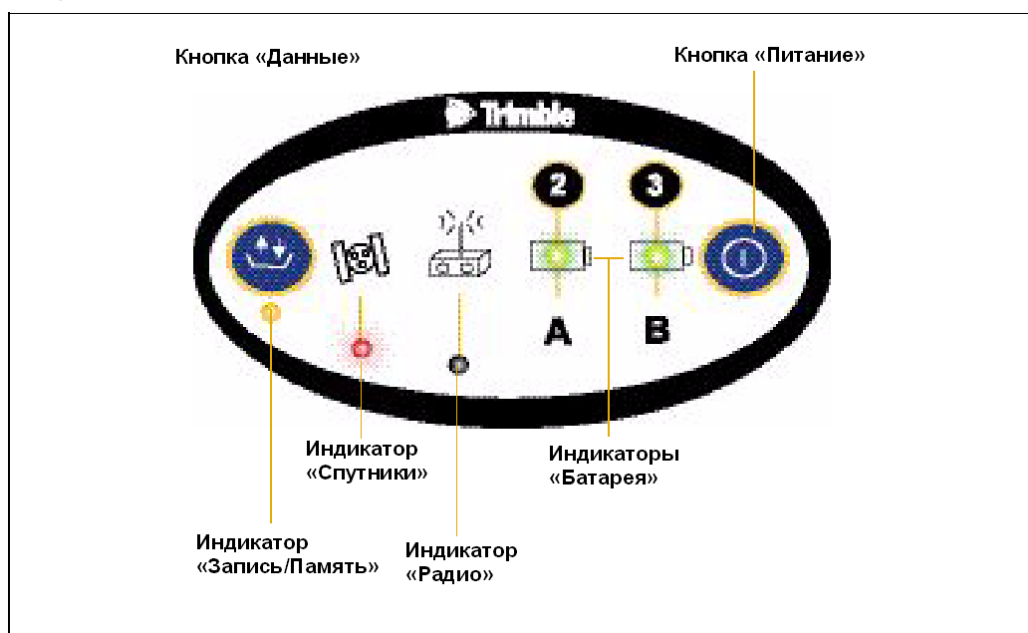 Кнопка «Данные»
Кнопка «Питание»
Trimble
2
3
A
B
Индикатор
«Спутники»
Индикаторы
«Батарея»
Индикатор
«Запись/Память»
Индикатор
«Радио»